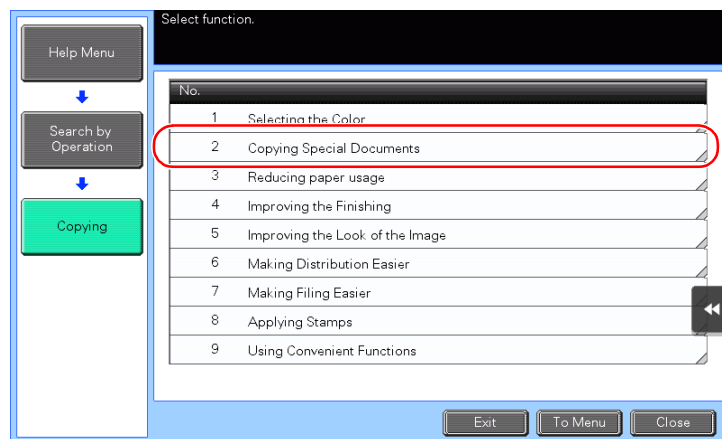 Select function.
Help Menu
Search by
Operation
Copying
No.
1 Selecting the Color
2 Copying Special Documents
3 Reducing paper usage
4 Improving the Finishing
5 Improving the Look of the Image
6 Making Distribution Easier
7 Making Filing Easier
8 Applying Stamps
9 Using Convenient Functions
Exit To Menu Close